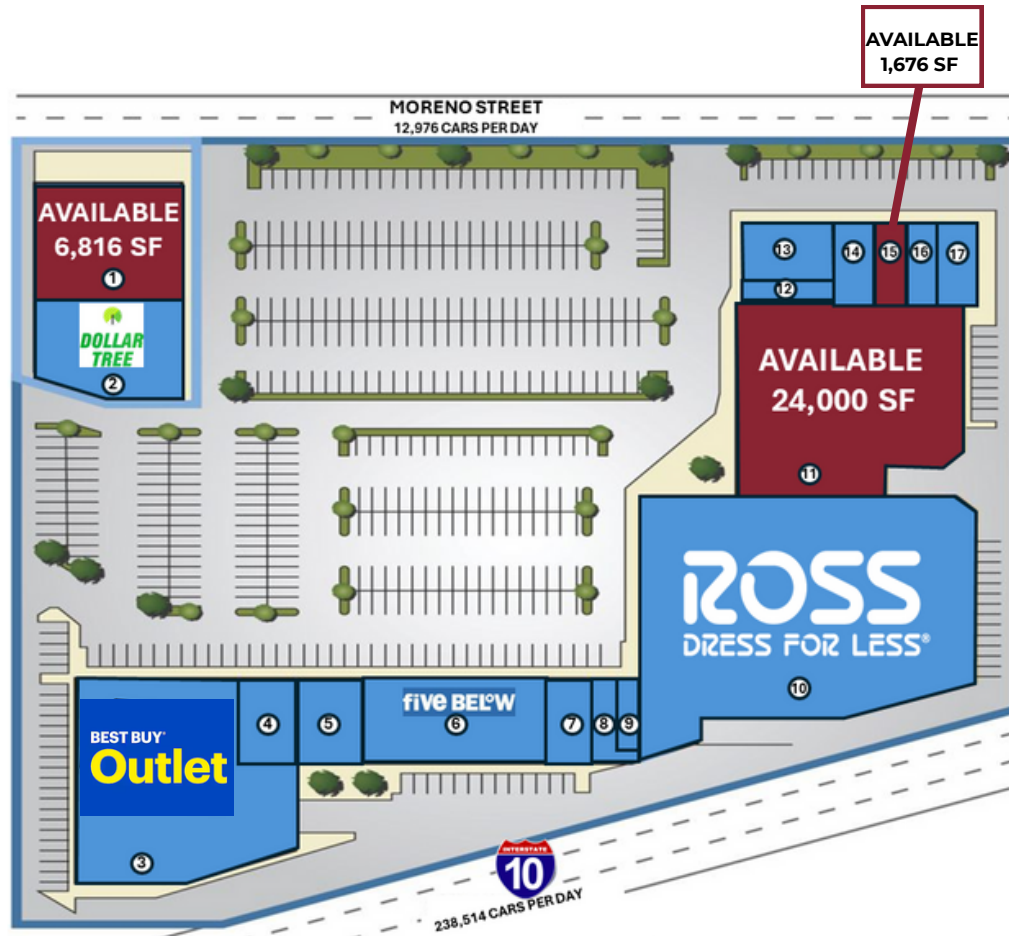 AVAILABLE
1,676 SF
MORENO STREET
12,976 CARS PER DAY
AVAILABLE
6,816 SF
1
DOLLAR
TREE
2
13
14
15
16
17
12
AVAILABLE
24,000 SF
11
ROSS
DRESS FOR LESS®
10
BEST BUY
Outlet
3
4
5
five BEL°W
6
7
8
9
INTERSTATE
10
238,514 CARS PER DAY